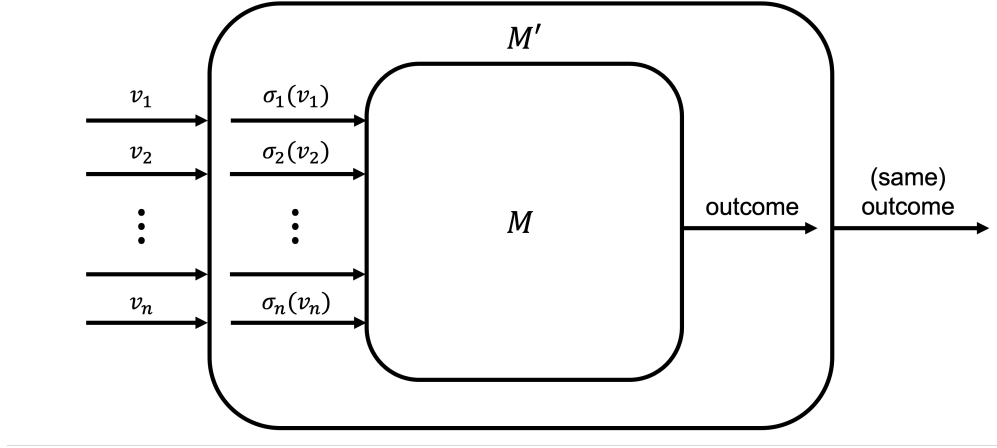 M′
v₁
σ₁(v₁)
v₂
σ₂(v₂)
⋮
⋮
M
outcome
(same)
outcome
vₙ
σₙ(vₙ)